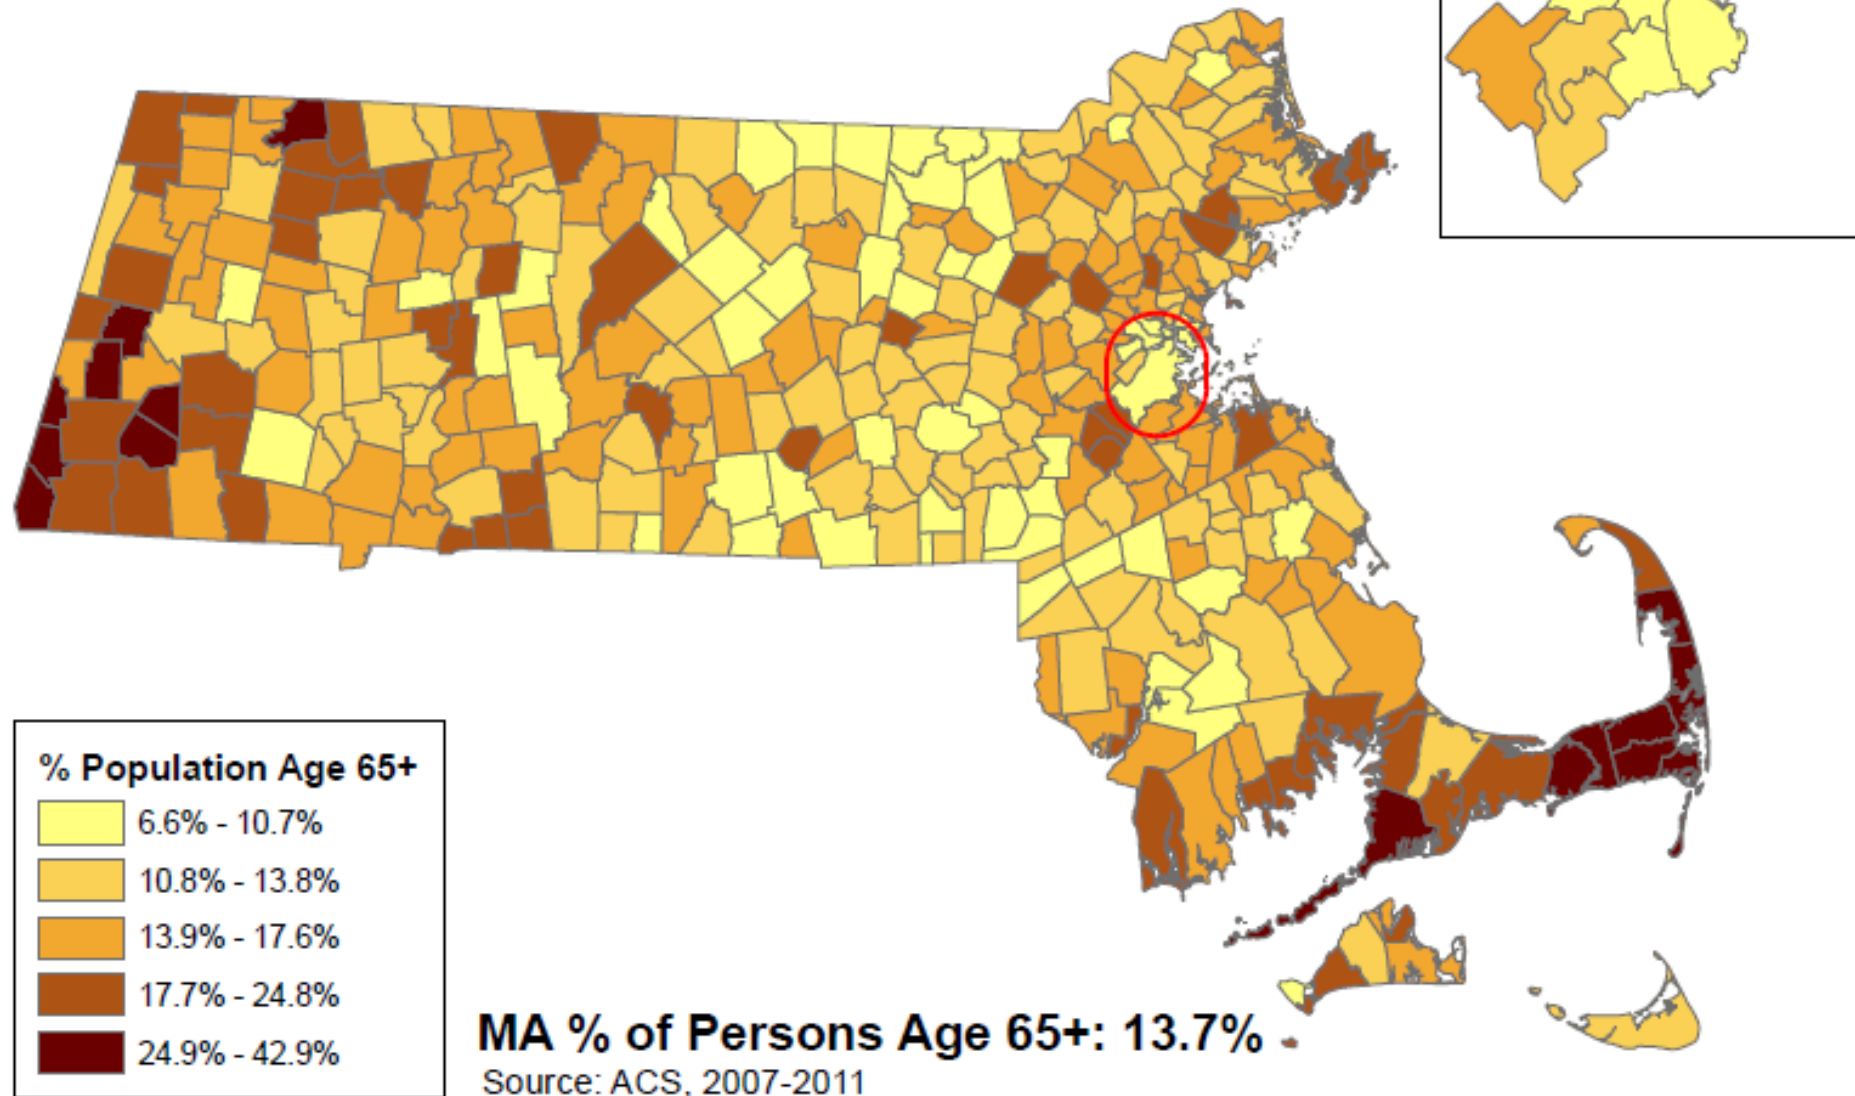 % Population Age 65+
6.6% - 10.7%
10.8% - 13.8%
13.9% - 17.6%
17.7% - 24.8%
24.9% - 42.9%
MA % of Persons Age 65+: 13.7%
Source: ACS, 2007-2011